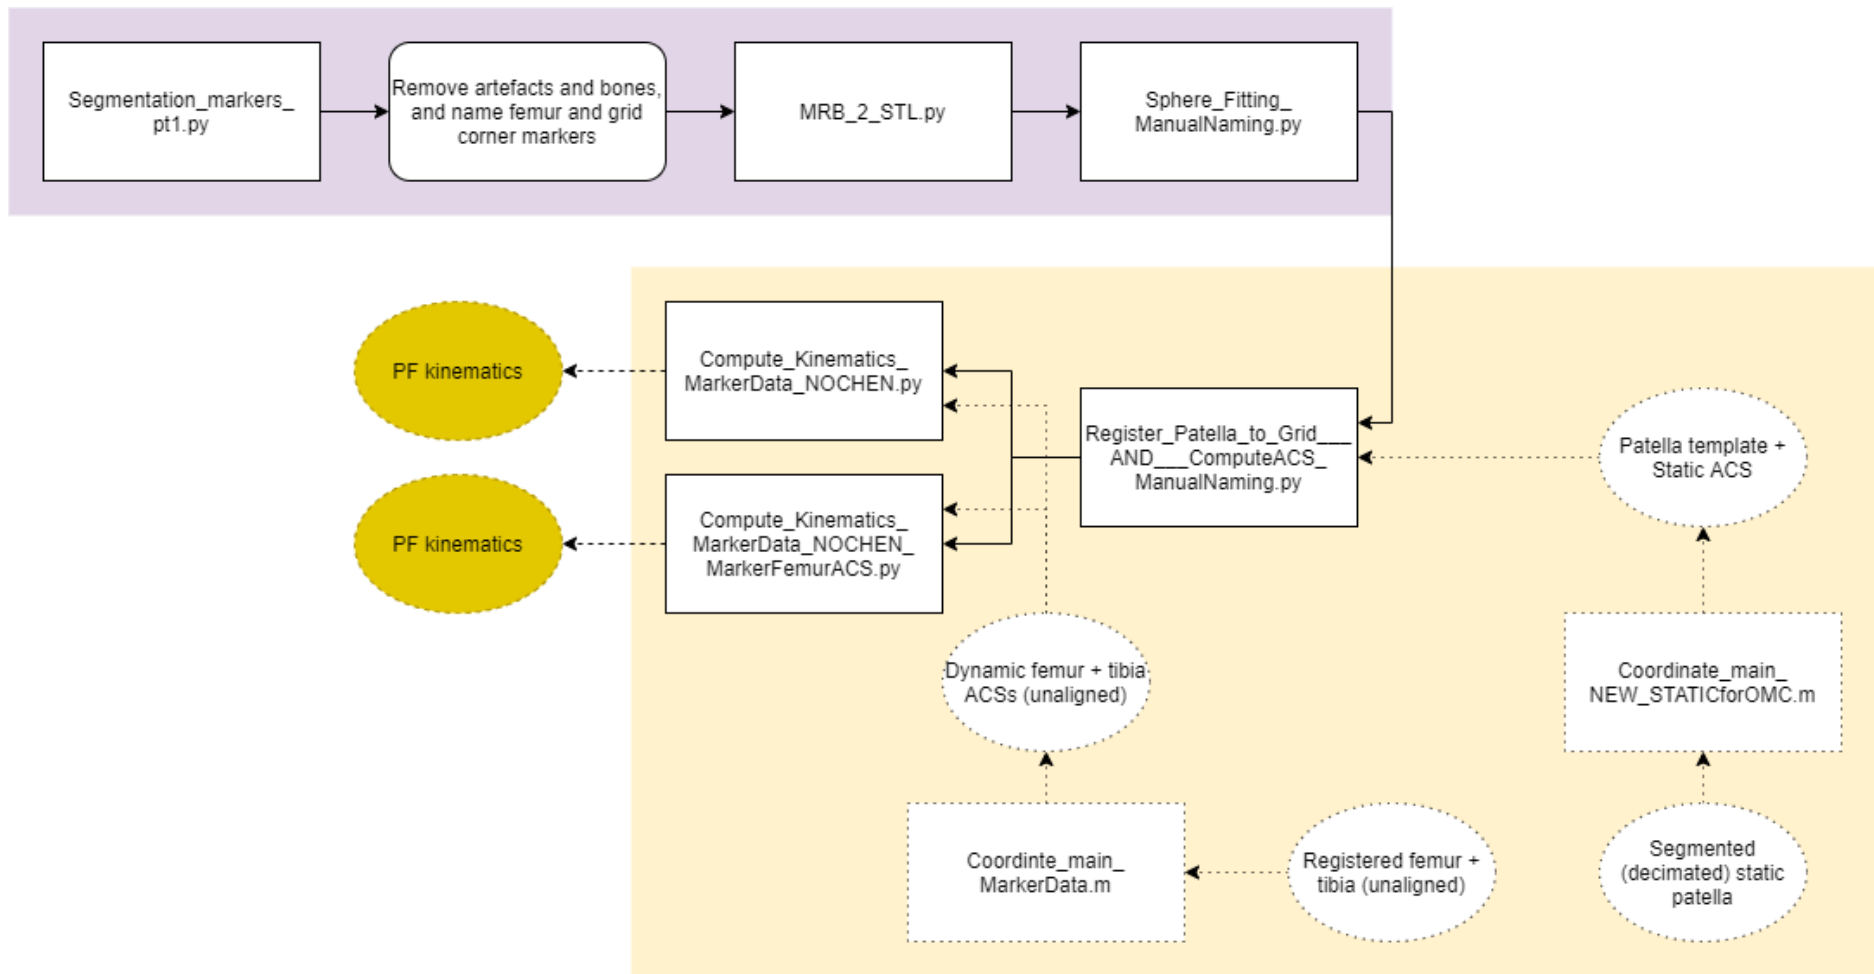 Segmentation_markers_
pt1.py
Remove artefacts and bones,
and name femur and grid
corner markers
MRB_2_STL.py
Sphere_Fitting_
ManualNaming.py
PF kinematics
Compute_Kinematics_
MarkerData_NOCHEN.py
Register_Patella_to_Grid___
AND___ComputeACS_
ManualNaming.py
Patella template +
Static ACS
PF kinematics
Compute_Kinematics_
MarkerData_NOCHEN_
MarkerFemurACS.py
Dynamic femur + tibia
ACSs (unaligned)
Coordinate_main_
NEW_STATICforOMC.m
Coordinte_main_
MarkerData.m
Registered femur +
tibia (unaligned)
Segmented
(decimated) static
patella